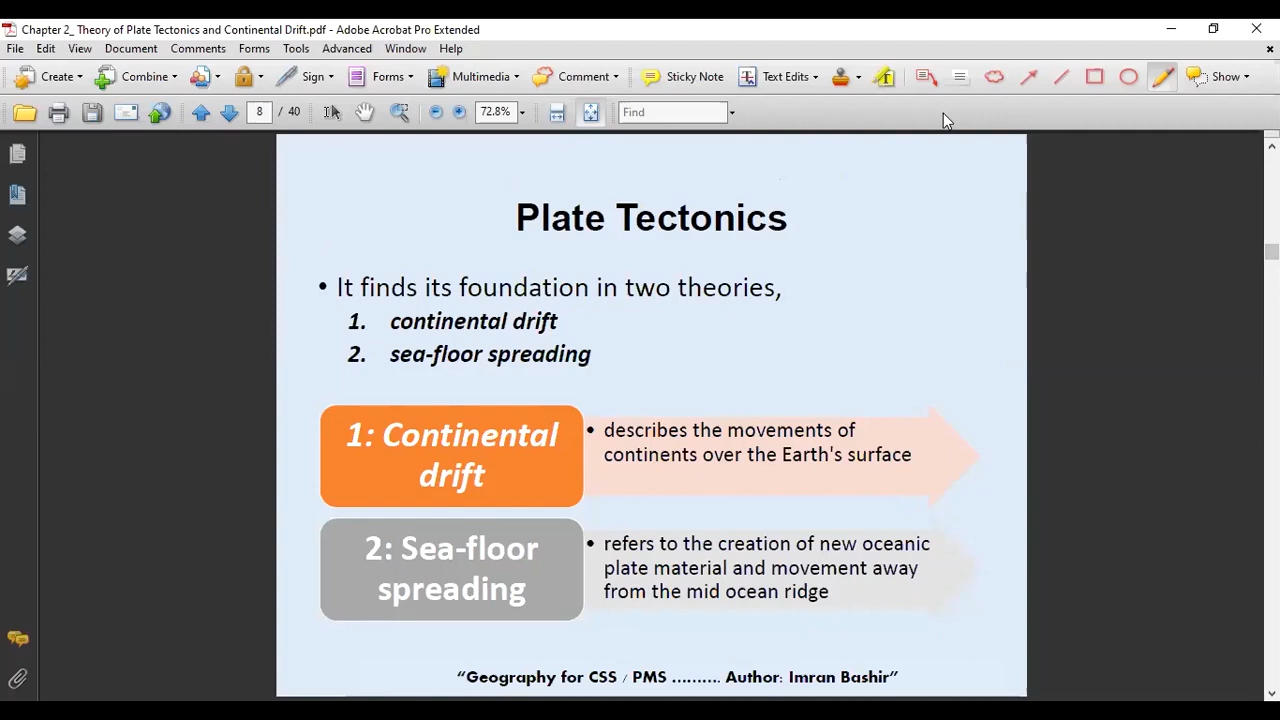 Chapter 2_ Theory of Plate Tectonics and Continental Drift.pdf - Adobe Acrobat Pro Extended
File Edit View Document Comments Forms Tools Advanced Window Help
Create Combine Sign Forms Multimedia Comment Sticky Note Text Edits Show
8 / 40 72.8% Find
Plate Tectonics
• It finds its foundation in two theories,
1. continental drift
2. sea-floor spreading
1: Continental
drift
• describes the movements of
continents over the Earth's surface
2: Sea-floor
spreading
• refers to the creation of new oceanic
plate material and movement away
from the mid ocean ridge
“Geography for CSS / PMS ......... Author: Imran Bashir”